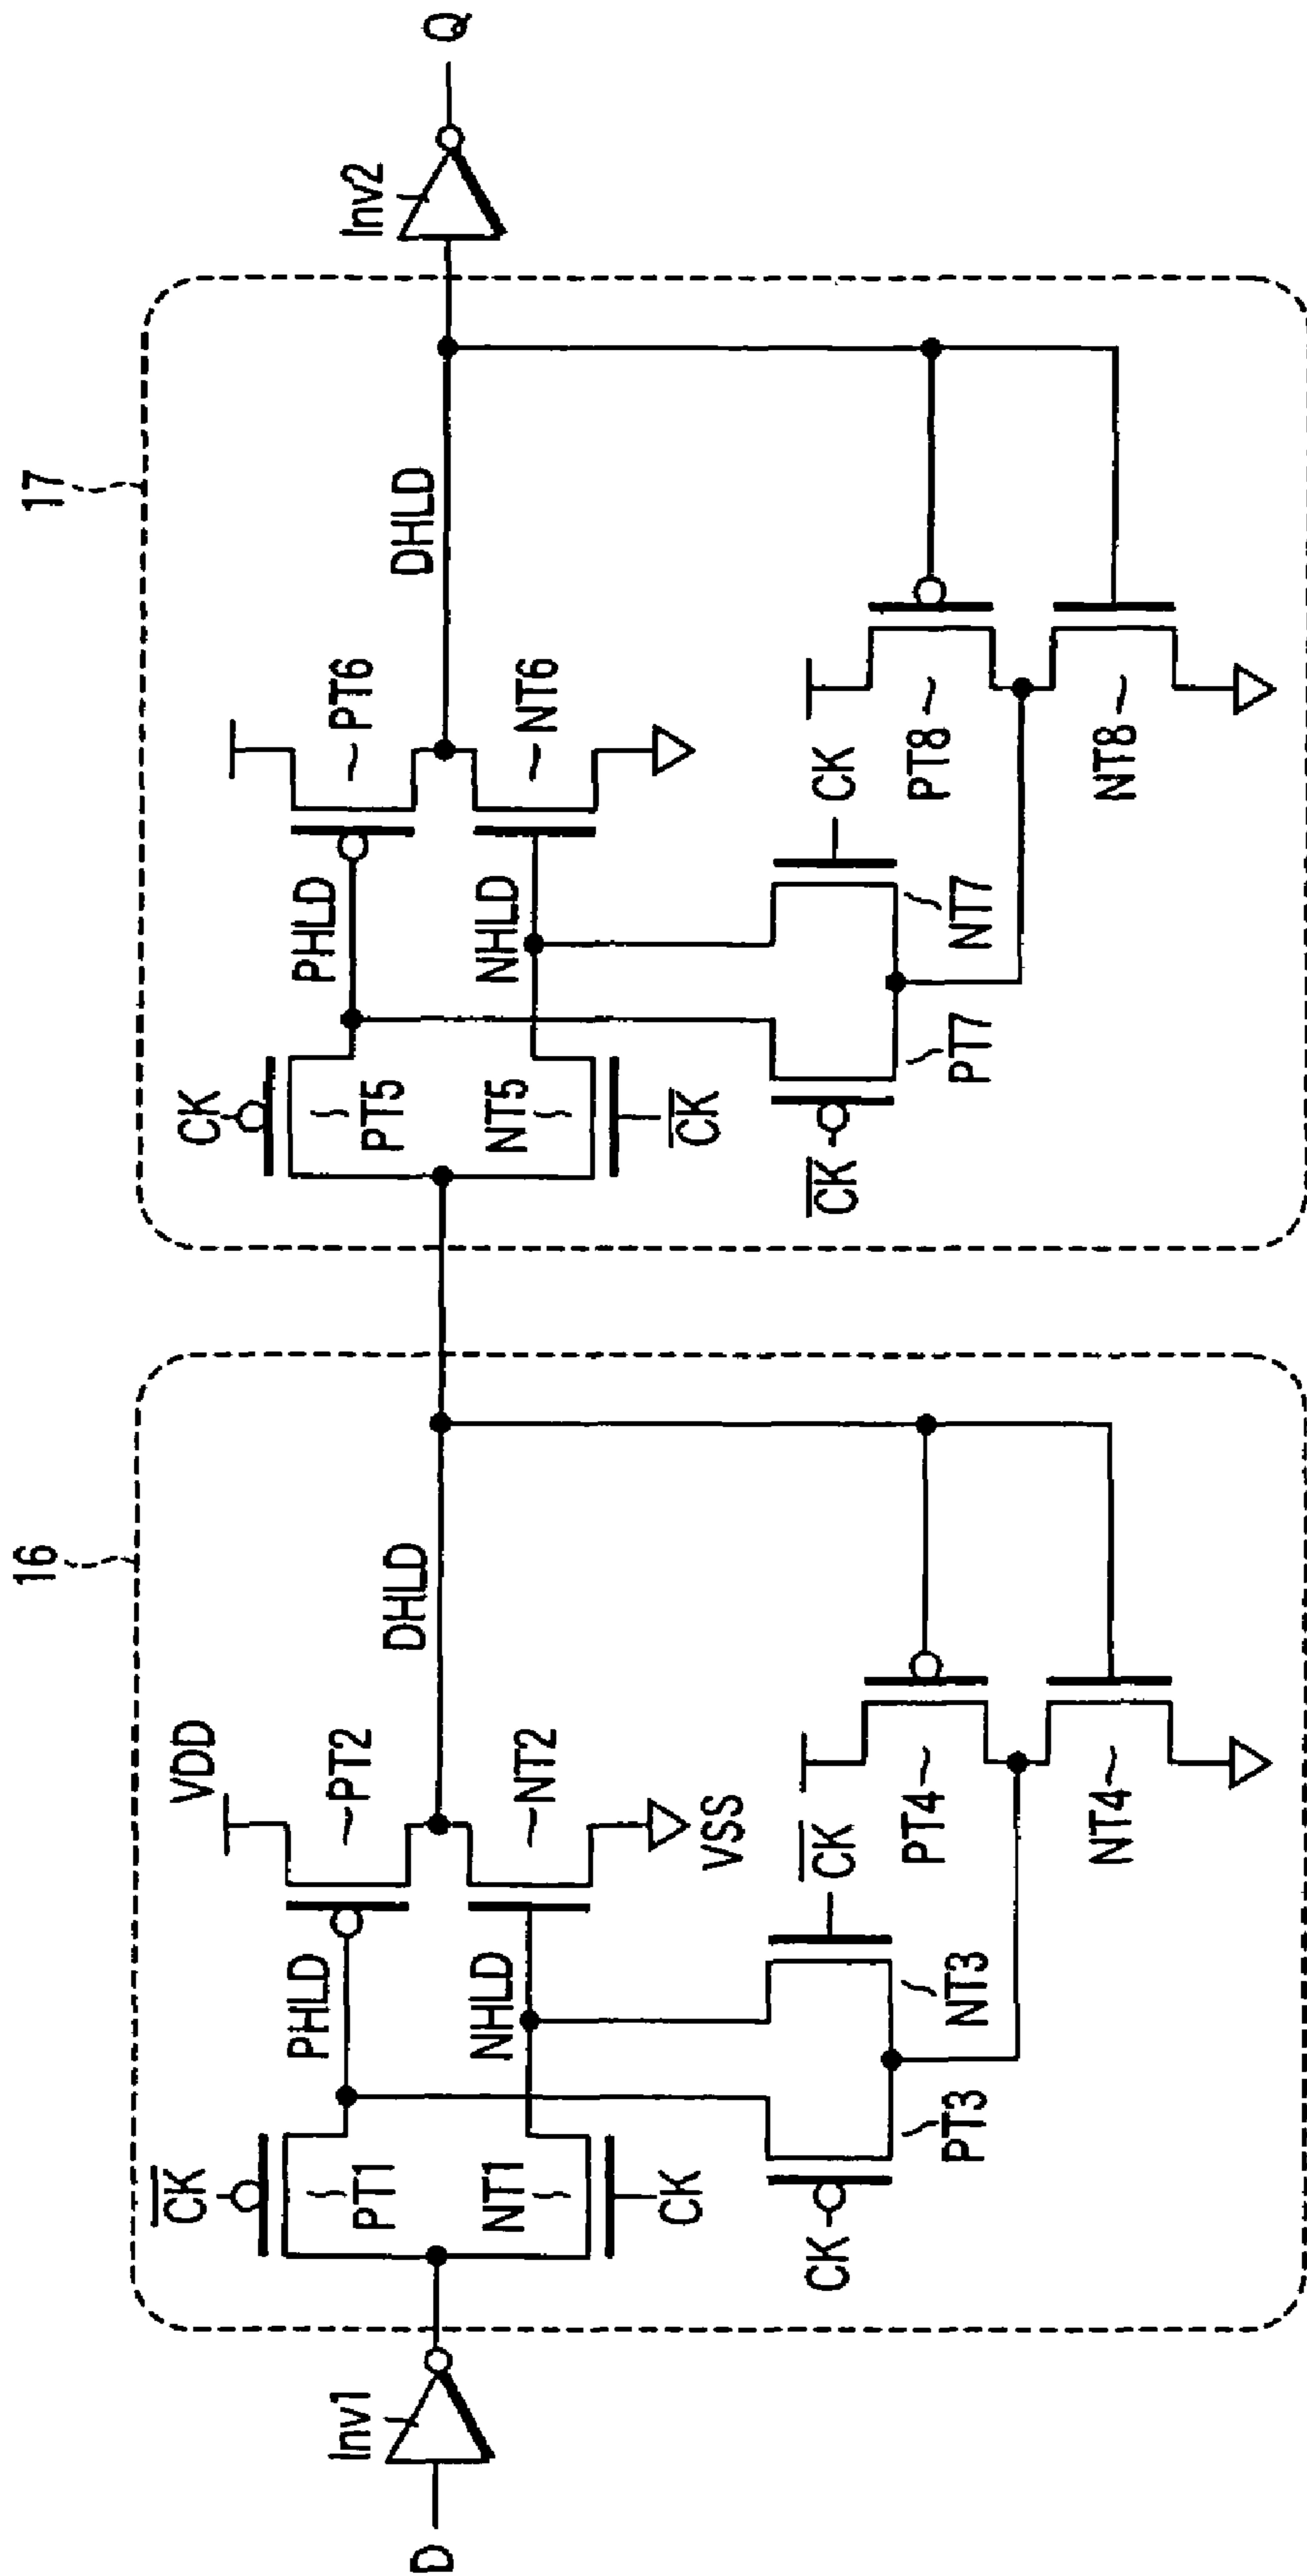 16
17
VDD
CK̅
PT1
PHLD
PT2
DHLD
CK
PT5
PHLD
PT6
DHLD
Inv1
Inv2
D
Q
NT1
CK
NHLD
NT2
VSS
NT5
CK̅
NHLD
NT6
CK
PT3
NT3
CK̅
PT4
NT4
CK̅
PT7
NT7
CK
PT8
NT8